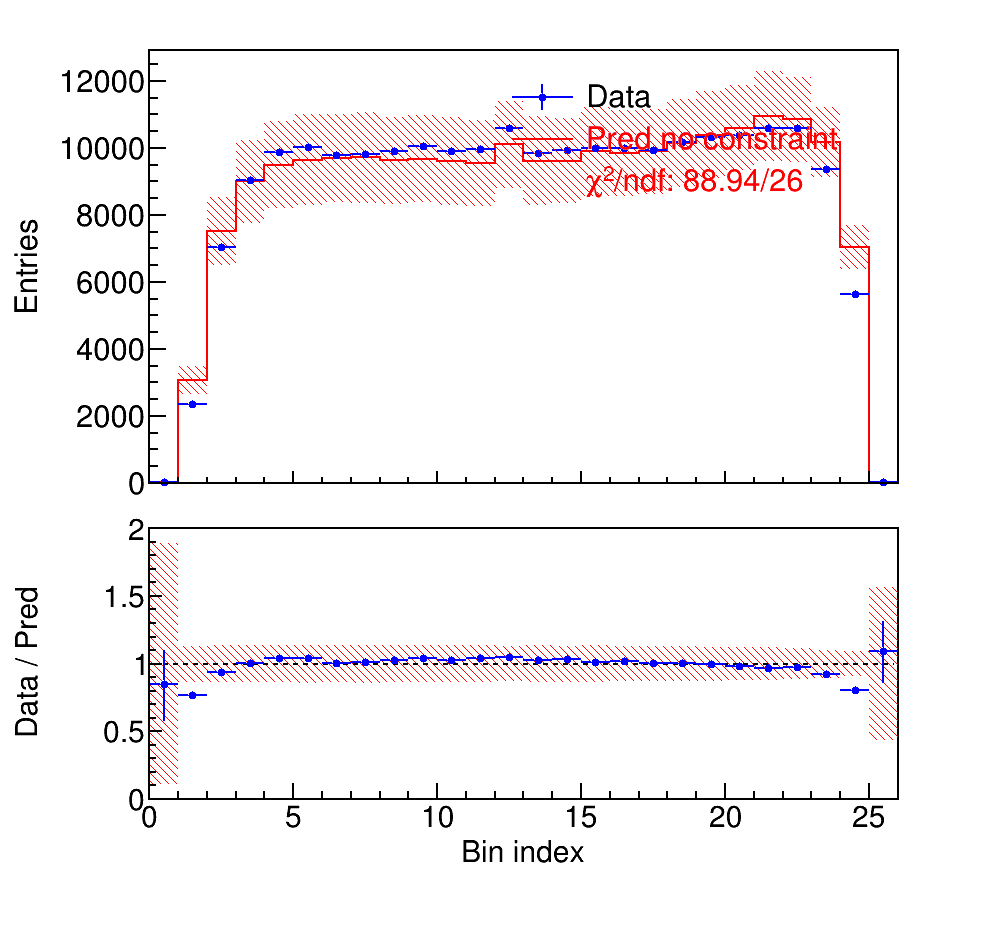 Data
Pred no constraint
χ²/ndf: 88.94/26
Entries
12000
10000
8000
6000
4000
2000
0
Data / Pred
2
1.5
1
0.5
0
0 5 10 15 20 25
Bin index